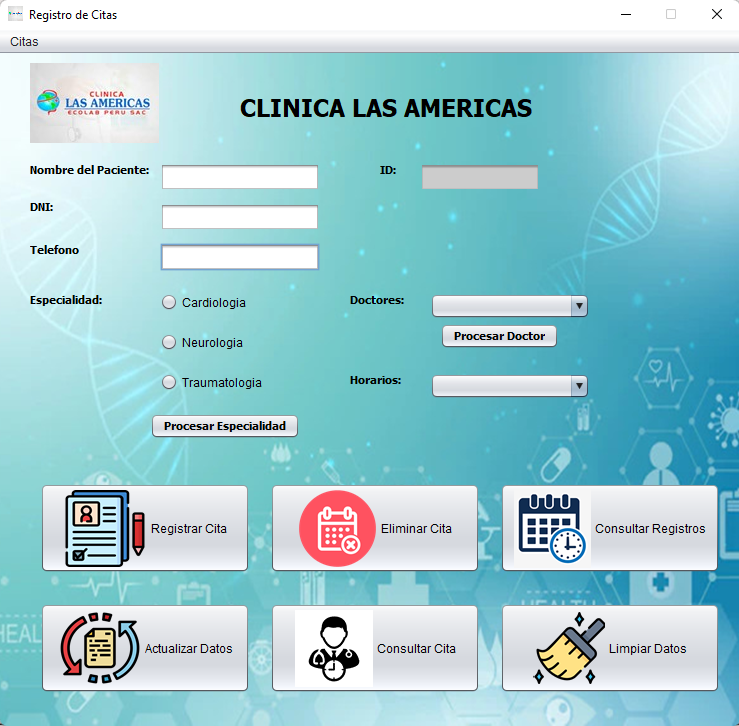 Registro de Citas
Citas
CLINICA
LAS AMERICAS
ECOLAB PERU SAC
CLINICA LAS AMERICAS
Nombre del Paciente:
ID:
DNI:
Telefono
Especialidad:
Cardiologia
Doctores:
Procesar Doctor
Neurologia
Traumatologia
Horarios:
Procesar Especialidad
Registrar Cita
Eliminar Cita
Consultar Registros
HEAL
HEALTH
Actualizar Datos
Consultar Cita
Limpiar Datos